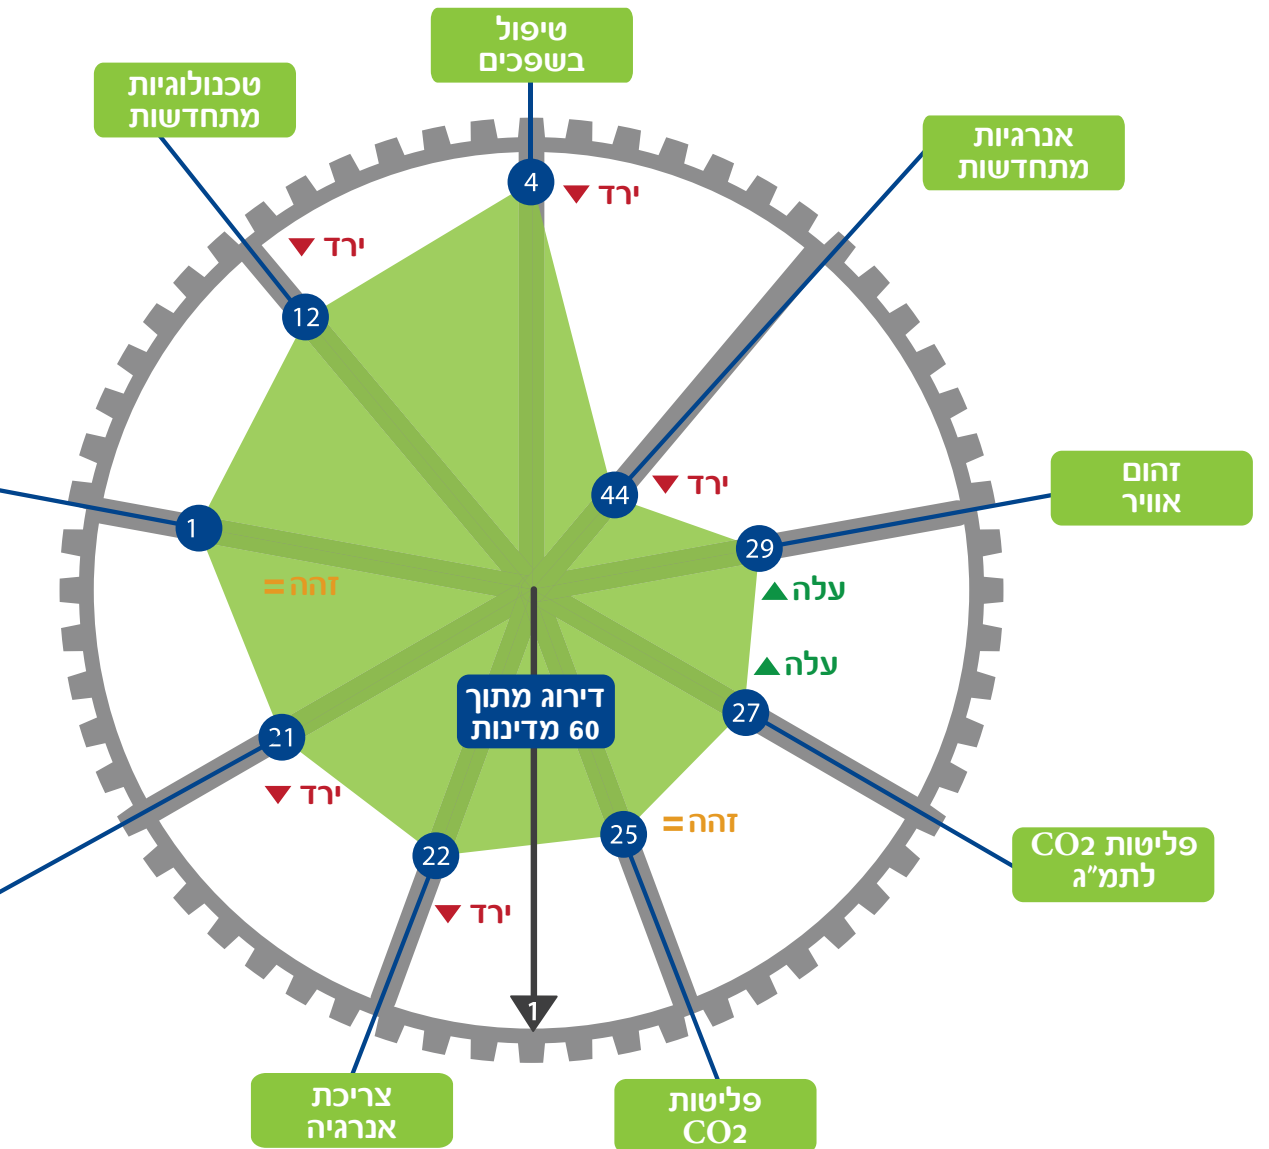 טיפול
בשפכים
טכנולוגיות
מתחדשות
אנרגיות
מתחדשות
4
ירד
ירד
12
44
ירד
זהום
אוויר
1
29
זהה =
עלה
עלה
דירוג מתוך
60 מדינות
27
21
ירד
25
זהה =
22
פליטות CO2
לתמ"ג
ירד
1
צריכת
אנרגיה
פליטות
CO2